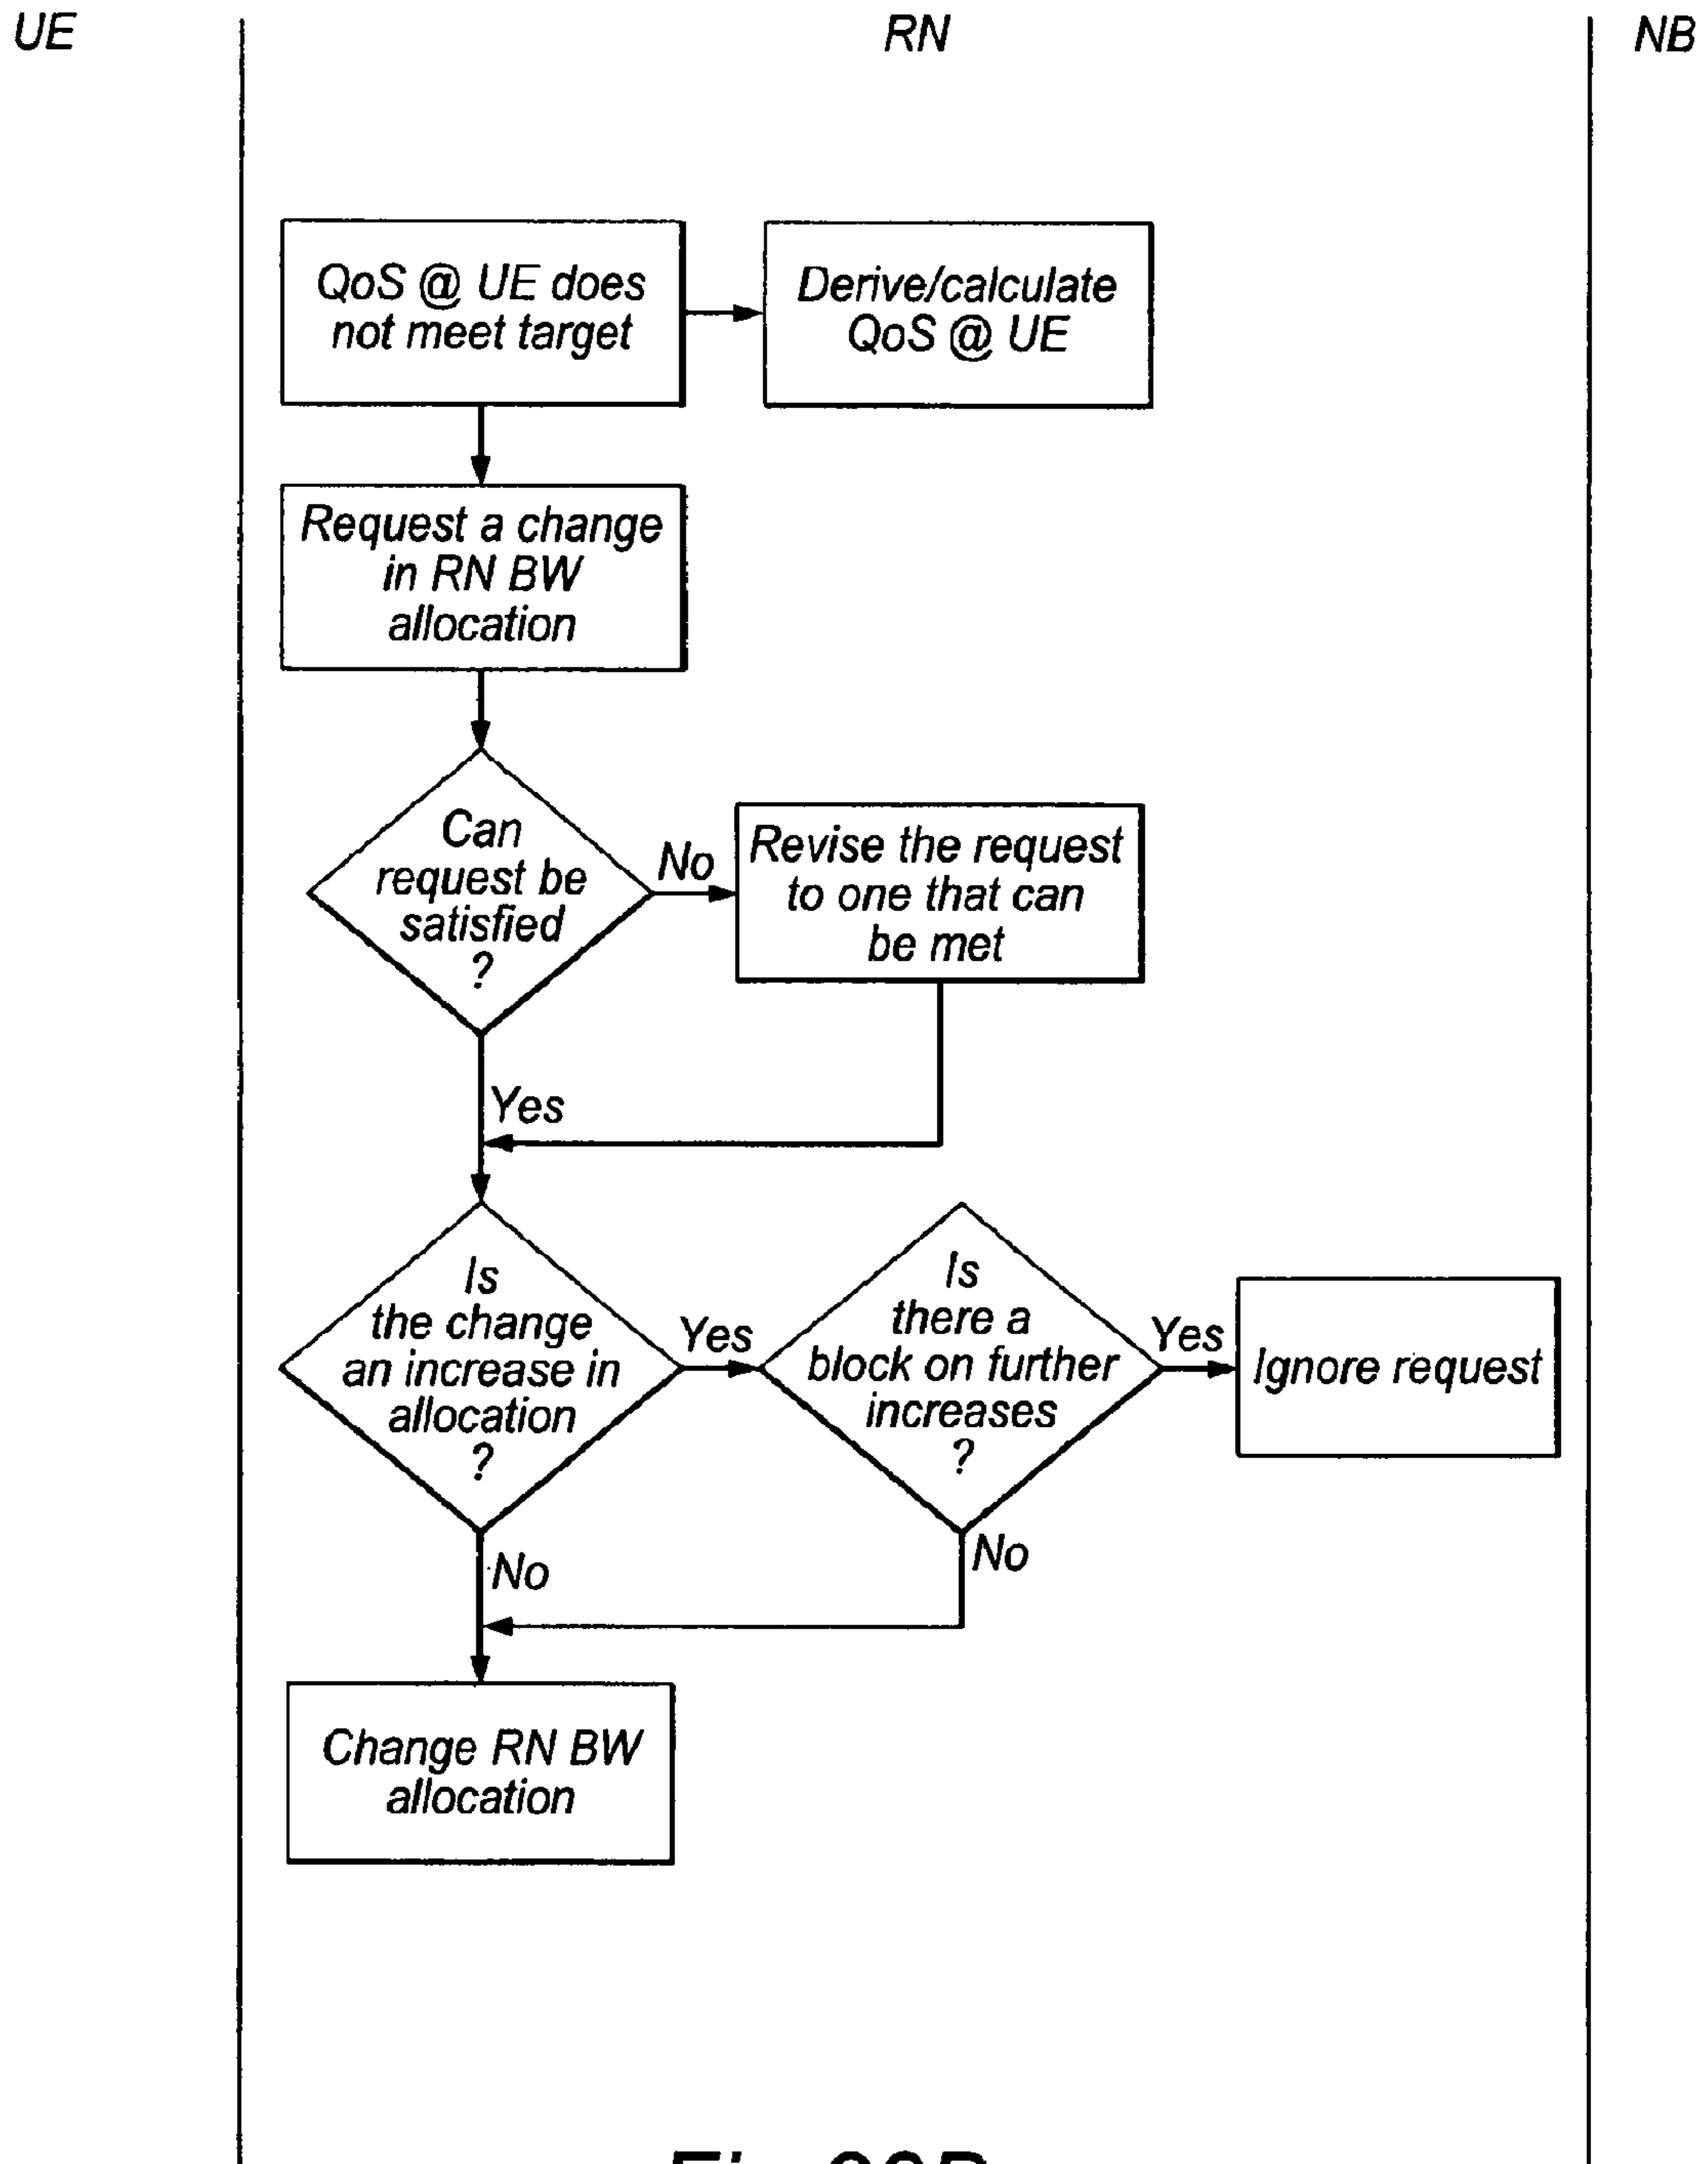 UE
RN
NB
QoS @ UE does
not meet target
Derive/calculate
QoS @ UE
Request a change
in RN BW
allocation
Can
request be
satisfied
?
No
Revise the request
to one that can
be met
Yes
Is
the change
an increase in
allocation
?
Yes
Is
there a
block on further
increases
?
Yes
Ignore request
No
No
Change RN BW
allocation